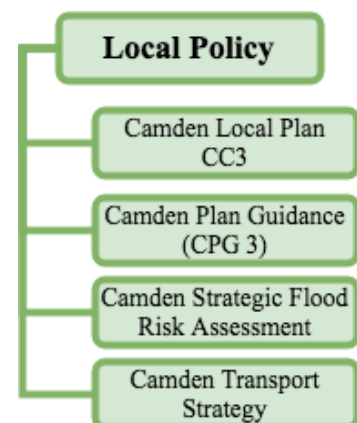 Local Policy
Camden Local Plan
CC3
Camden Plan Guidance
(CPG 3)
Camden Strategic Flood
Risk Assessment
Camden Transport
Strategy